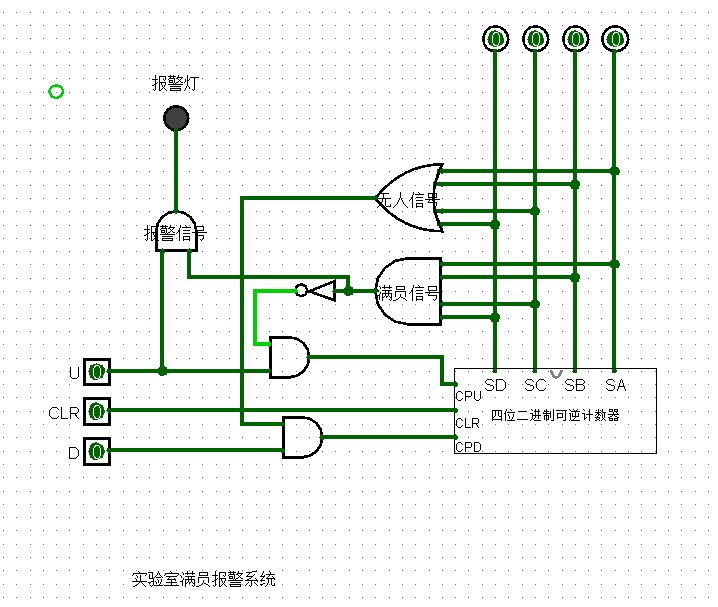 0 0 0 0
报警灯
无人信号
报警信号
满员信号
U 0
SD SC SB SA
CPU
CLR 0
四位二进制可逆计数器
CLR
D 0
CPD
实验室满员报警系统